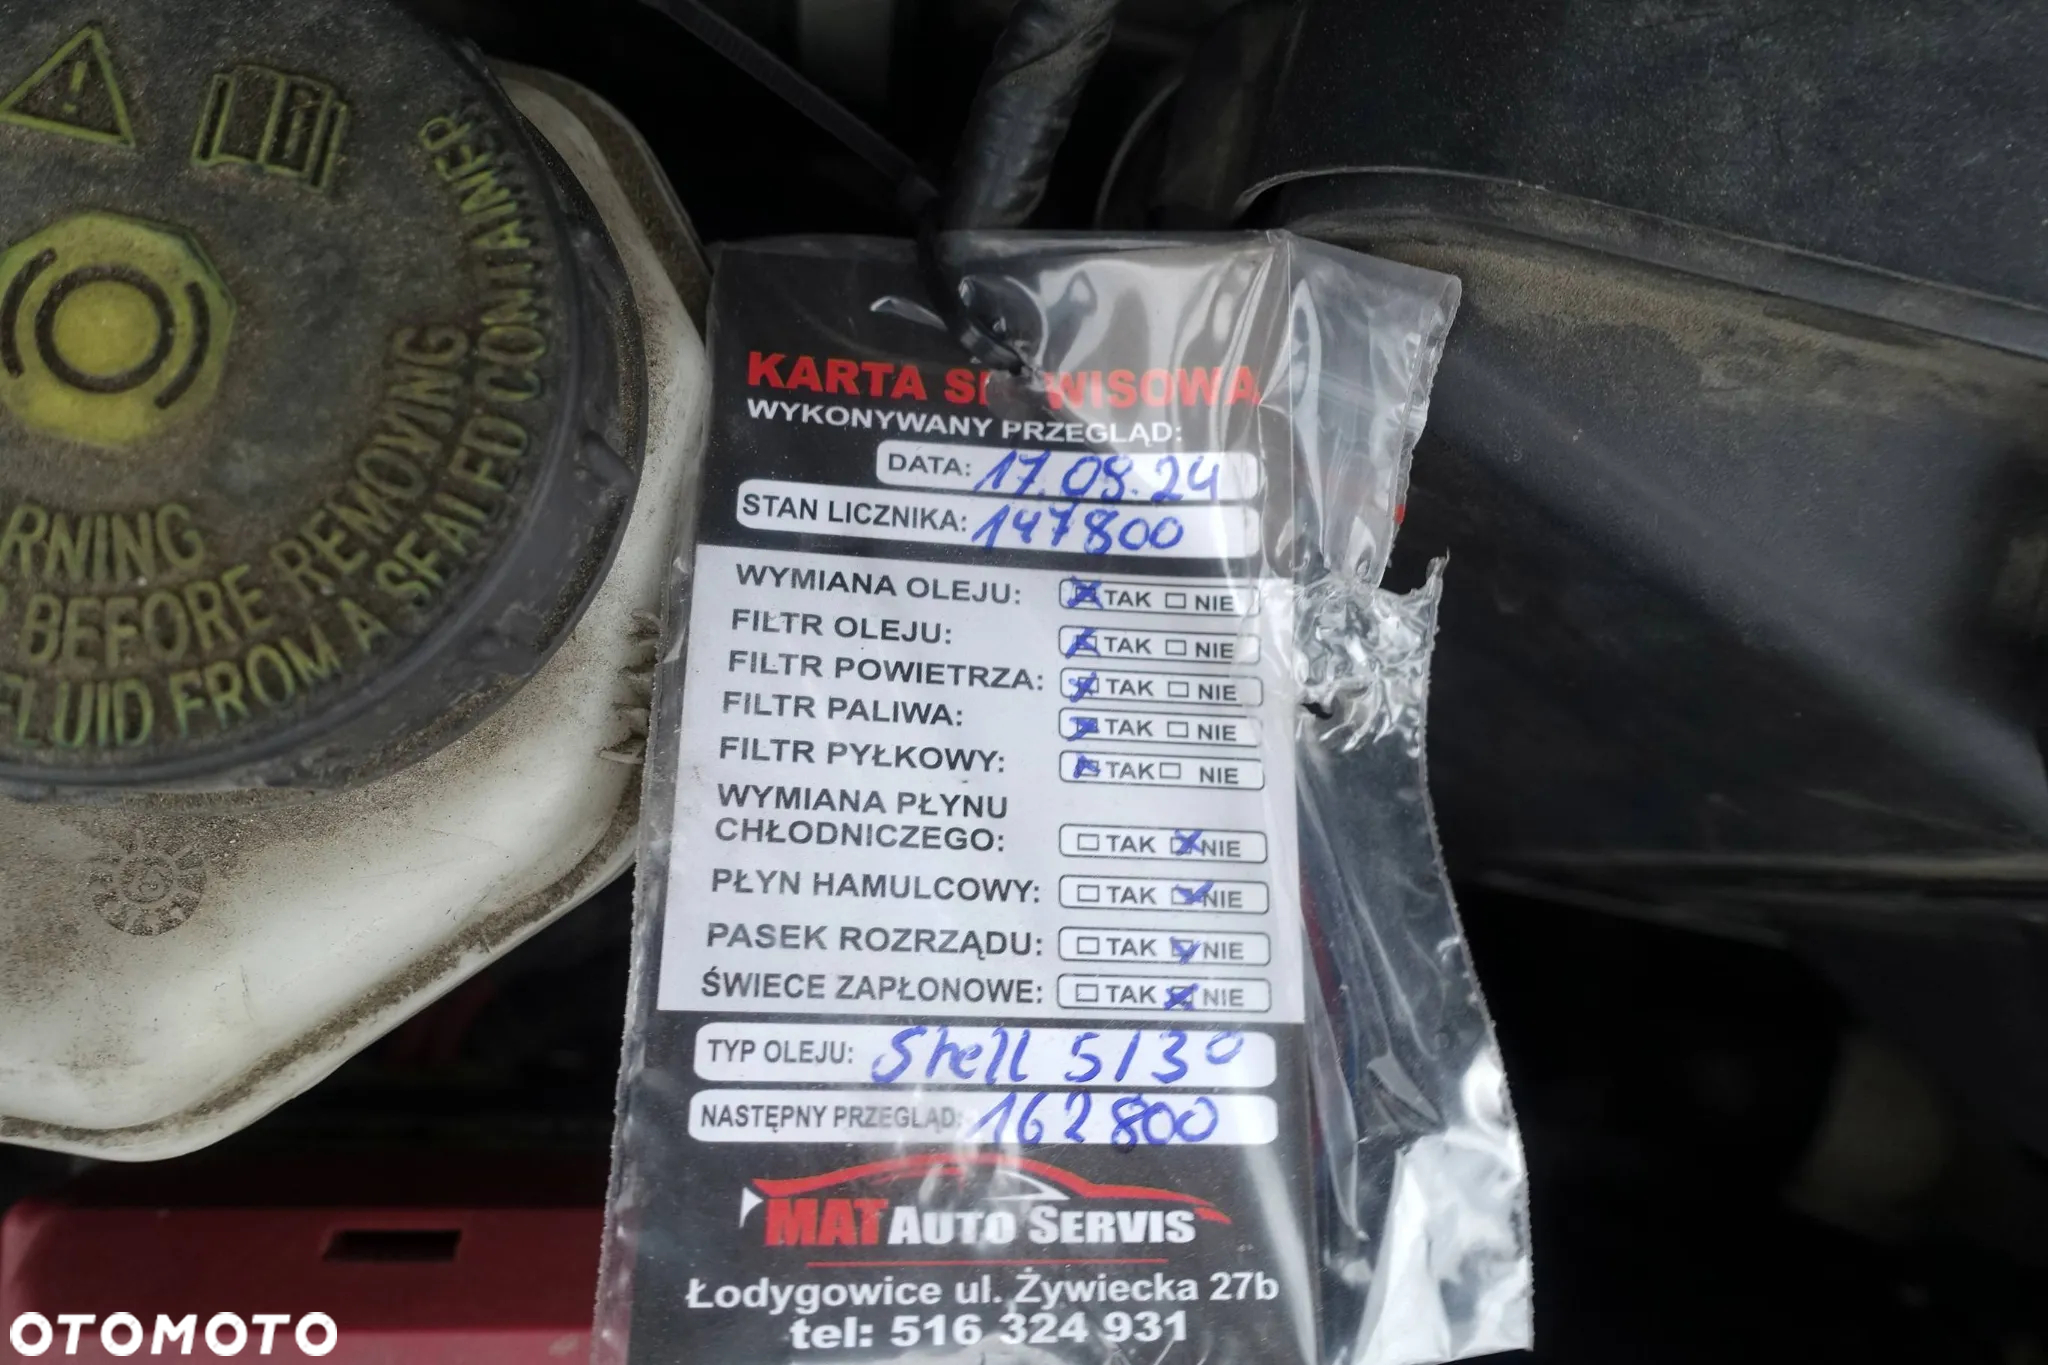 RNING
BEFORE REMOVING
FLUID FROM A SEALED CONTAINER
KARTA SERWISOWA
WYKONYWANY PRZEGLĄD:
DATA: 17.09.24
STAN LICZNIKA: 147800
WYMIANA OLEJU: TAK NIE
FILTR OLEJU: TAK NIE
FILTR POWIETRZA: TAK NIE
FILTR PALIWA: TAK NIE
FILTR PYŁKOWY: TAK NIE
WYMIANA PŁYNU
CHŁODNICZEGO: TAK NIE
PŁYN HAMULCOWY: TAK NIE
PASEK ROZRZĄDU: TAK NIE
ŚWIECE ZAPŁONOWE: TAK NIE
TYP OLEJU: Shell 5/30
NASTĘPNY PRZEGLĄD: 162800
MAT AUTO SERVIS
Łodygowice ul. Żywiecka 27b
tel: 516 324 931
OTOMOTO